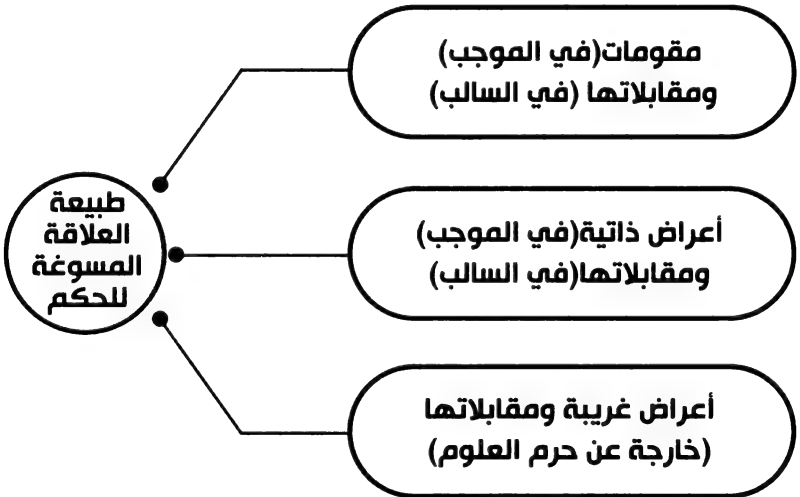 طبيعة
العلاقة
المسوغة
للحكم
مقومات(في الموجب)
ومقابلاتها (في السالب)
أعراض ذاتية(في الموجب)
ومقابلاتها(في السالب)
أعراض غريبة ومقابلاتها
(خارجة عن حرم العلوم)